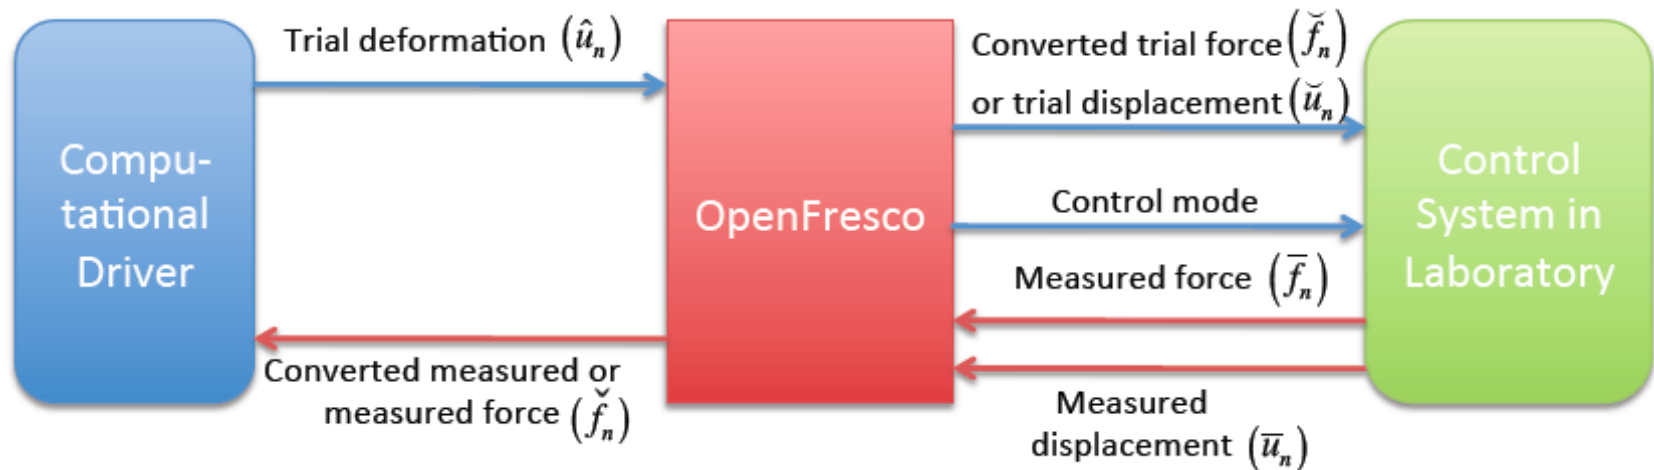 Compu-
tational
Driver
Trial deformation (û_n)
Converted measured or
measured force (f̌_n)
OpenFresco
Converted trial force (f̆_n)
or trial displacement (ŭ_n)
Control mode
Measured force (f̅_n)
Measured
displacement (u̅_n)
Control
System in
Laboratory